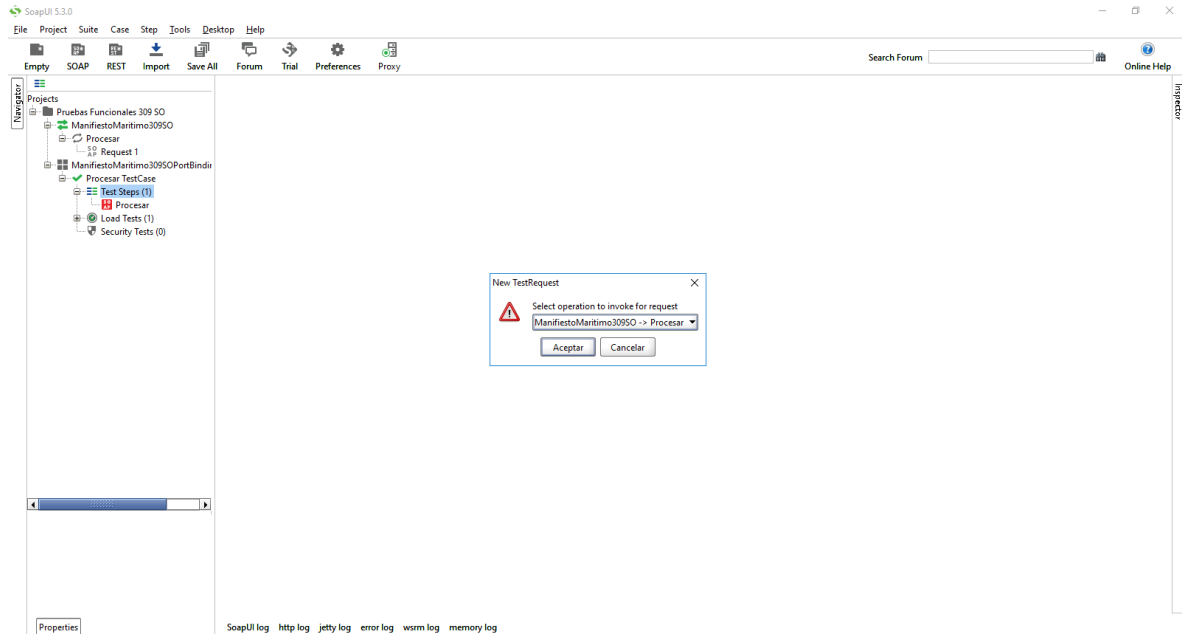 SoapUI 5.3.0
File Project Suite Case Step Tools Desktop Help
Empty SOAP REST Import Save All Forum Trial Preferences Proxy
Search Forum
Online Help
Navigator
Inspector
Projects
Pruebas Funcionales 309 SO
ManifiestoMaritimo309SO
Procesar
SO AP Request 1
ManifiestoMaritimo309SOPortBindin
Procesar TestCase
Test Steps (1)
Procesar
Load Tests (1)
Security Tests (0)
New TestRequest
Select operation to invoke for request
ManifiestoMaritimo309SO -> Procesar
Aceptar Cancelar
Properties
SoapUI log http log jetty log error log wsrm log memory log